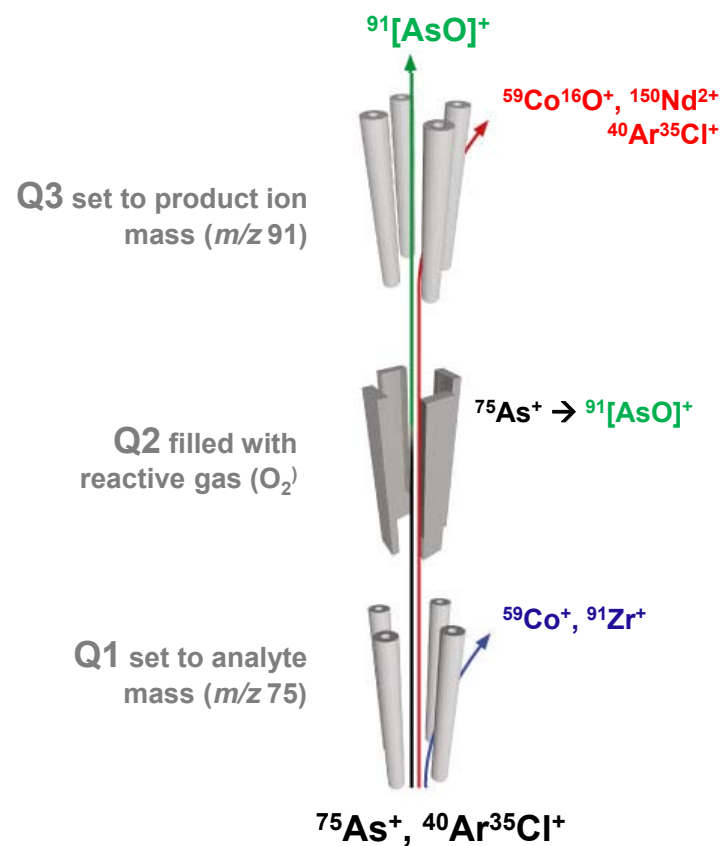 ⁹¹[AsO]⁺
⁵⁹Co¹⁶O⁺, ¹⁵⁰Nd²⁺
⁴⁰Ar³⁵Cl⁺
Q3 set to product ion
mass (m/z 91)
⁷⁵As⁺ → ⁹¹[AsO]⁺
Q2 filled with
reactive gas (O₂⁾
⁵⁹Co⁺, ⁹¹Zr⁺
Q1 set to analyte
mass (m/z 75)
⁷⁵As⁺, ⁴⁰Ar³⁵Cl⁺